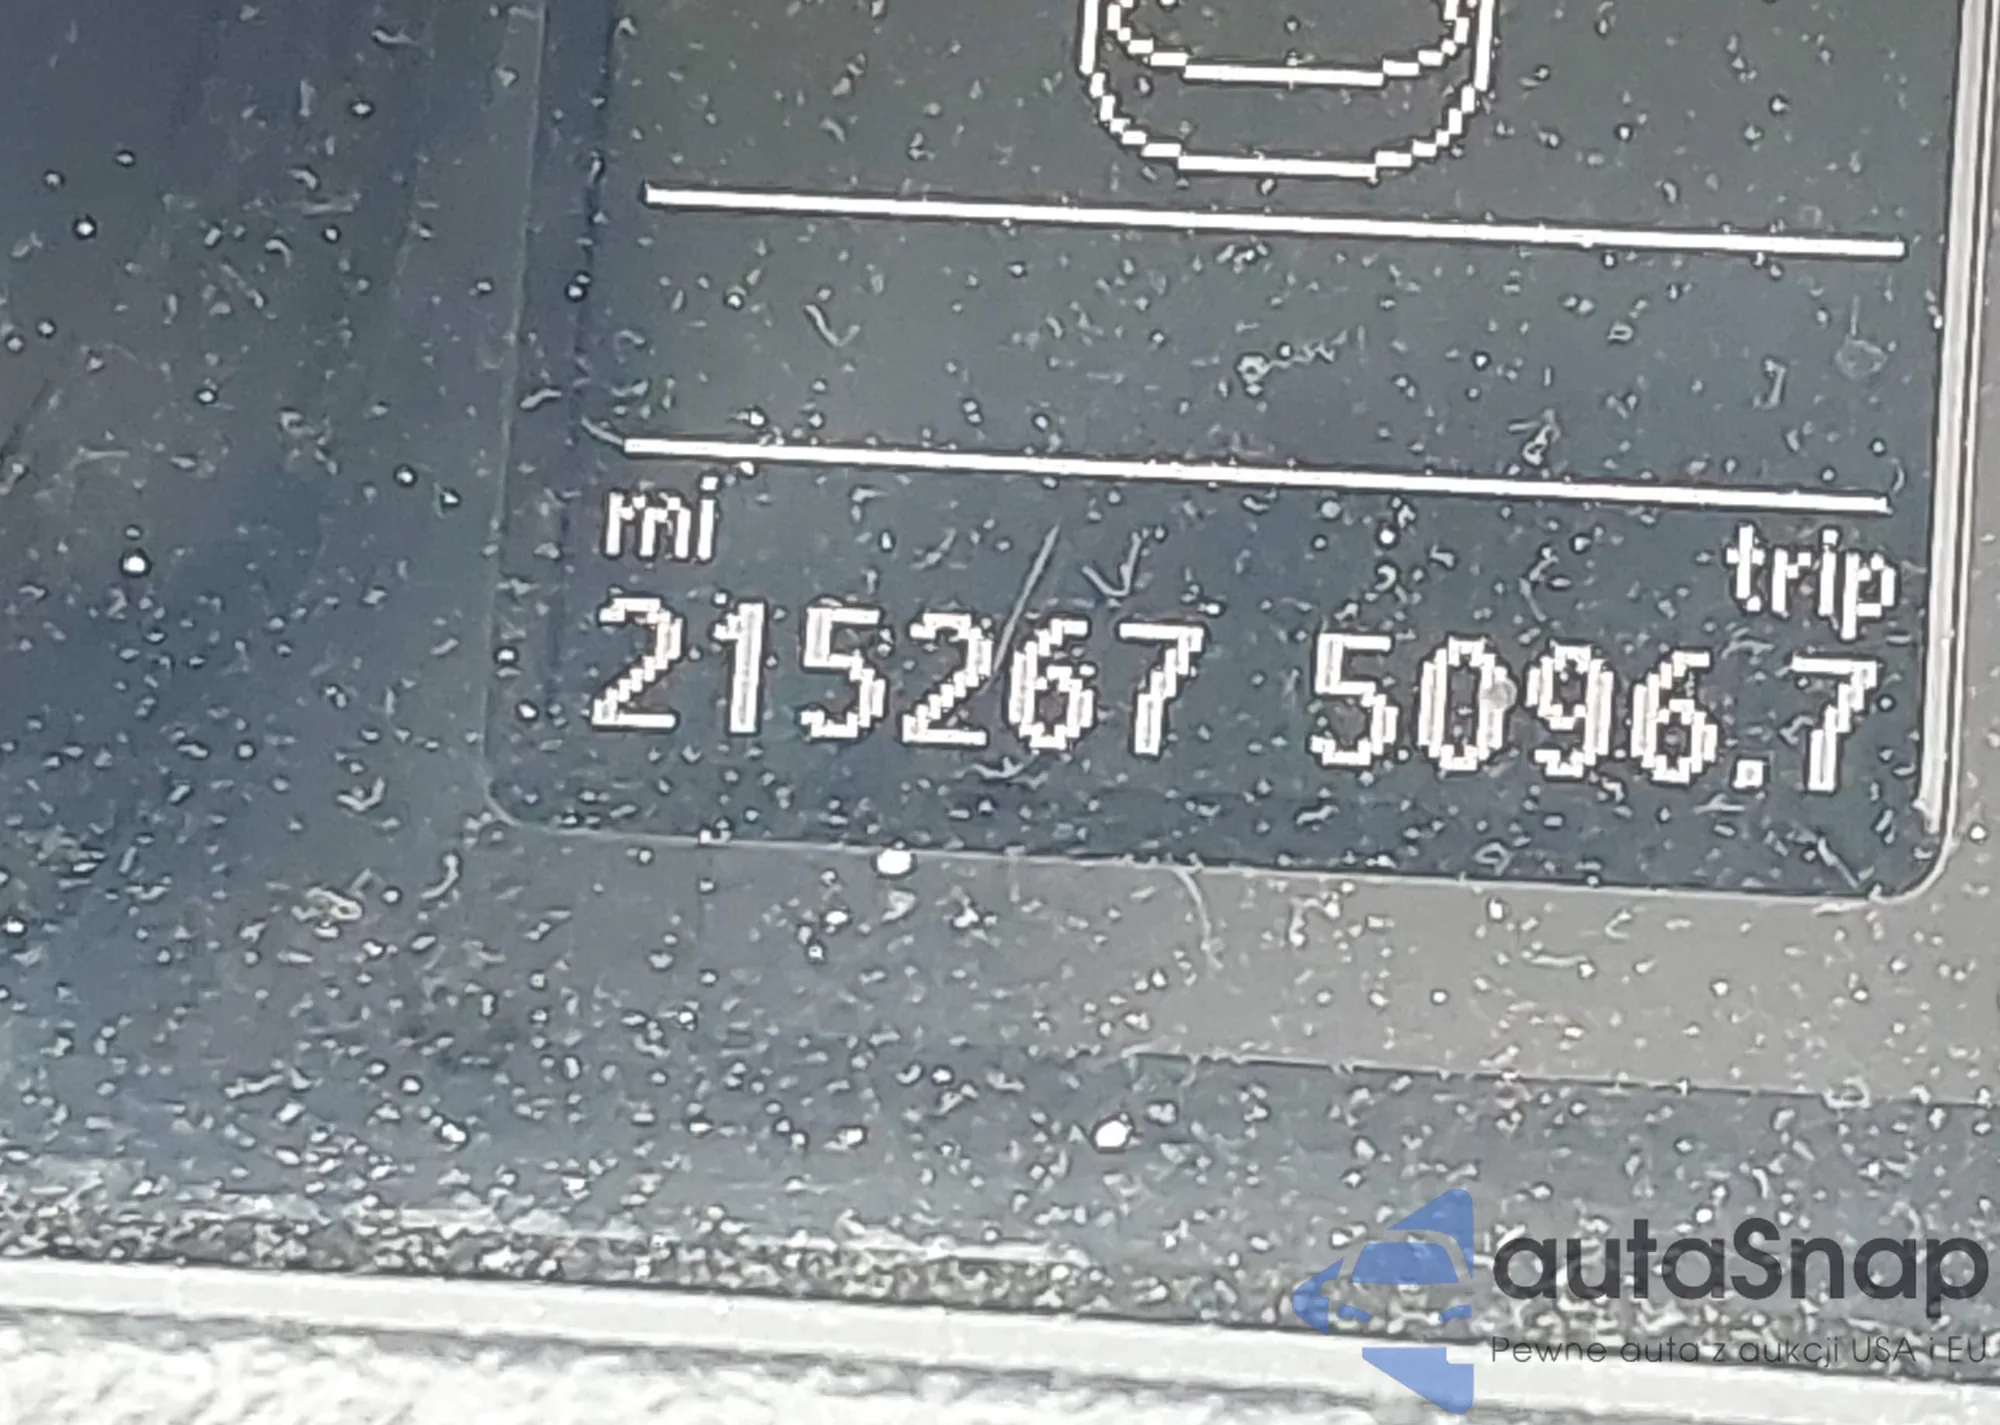 mi trip
215267 5096.7
autaSnap
Pewne auta z aukcji USA i EU